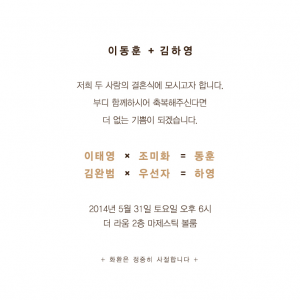 이동훈 + 김하영
저희 두 사람의 결혼식에 모시고자 합니다.
부디 함께하시어 축복해주신다면
더 없는 기쁨이 되겠습니다.
이태영 × 조미화 = 동훈
김완범 × 우선자 = 하영
2014년 5월 31일 토요일 오후 6시
더 라움 2층 마제스틱 볼룸
+ 화환은 정중히 사절합니다 +